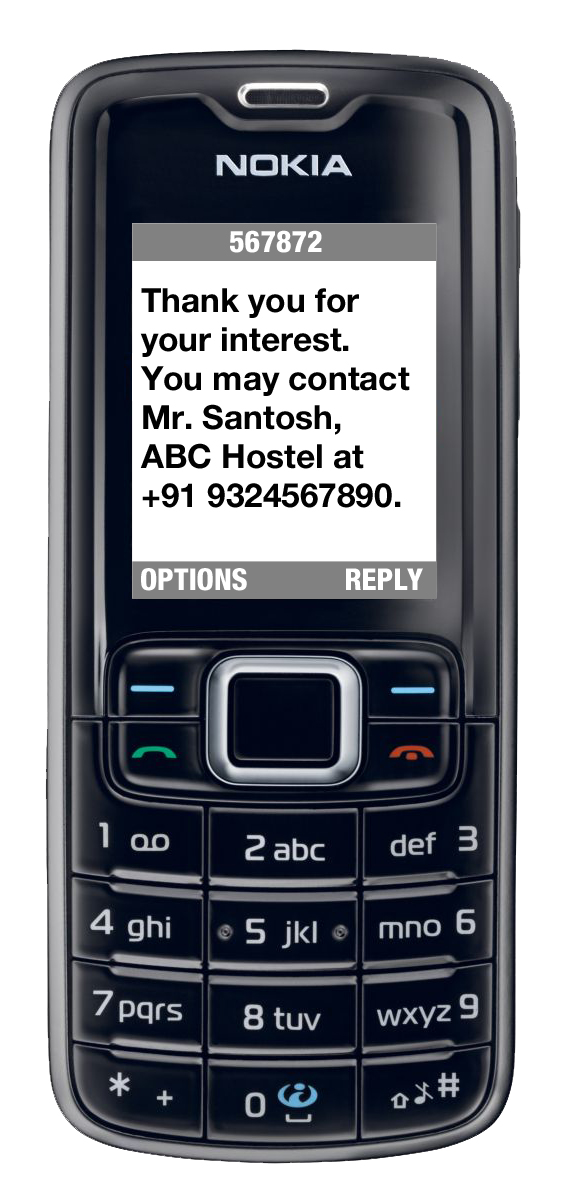 NOKIA
567872
Thank you for
your interest.
You may contact
Mr. Santosh,
ABC Hostel at
+91 9324567890.
OPTIONS REPLY
1
2 abc
def 3
4 ghi
5 jkl
mno 6
7 pqrs
8 tuv
wxyz 9
* +
0
#